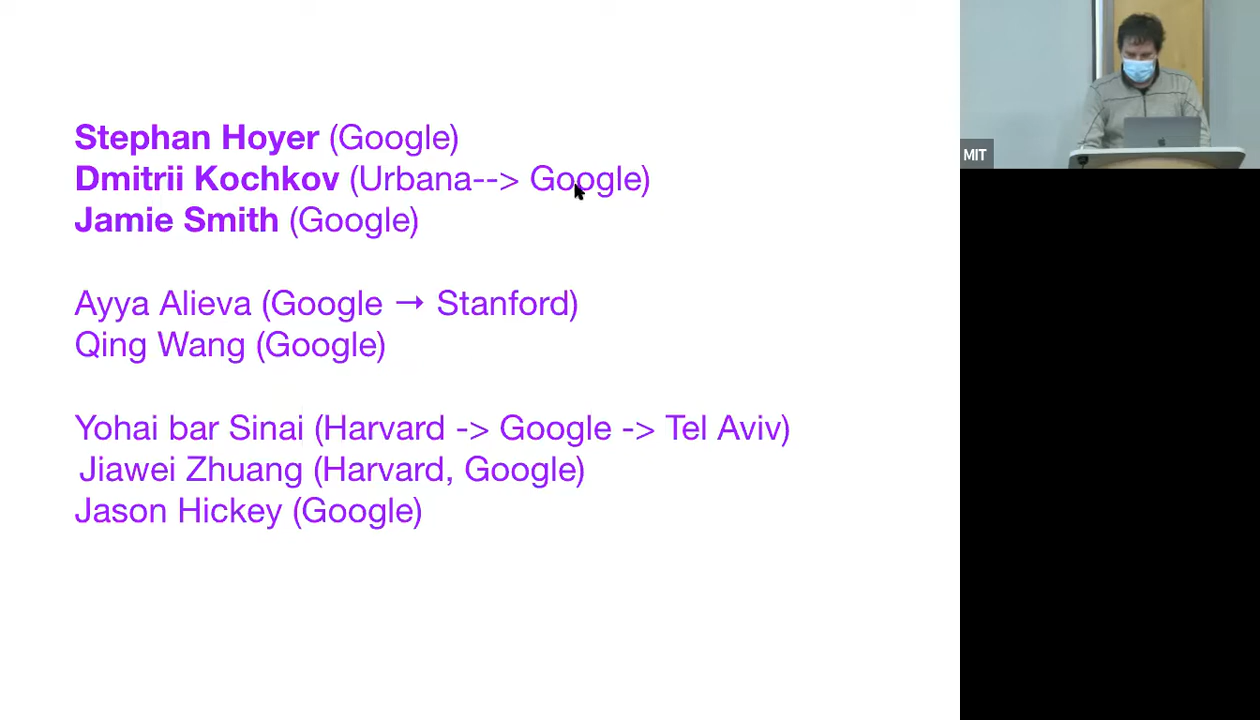 Stephan Hoyer (Google)
Dmitrii Kochkov (Urbana--> Google)
Jamie Smith (Google)
Ayya Alieva (Google → Stanford)
Qing Wang (Google)
Yohai bar Sinai (Harvard -> Google -> Tel Aviv)
Jiawei Zhuang (Harvard, Google)
Jason Hickey (Google)
MIT